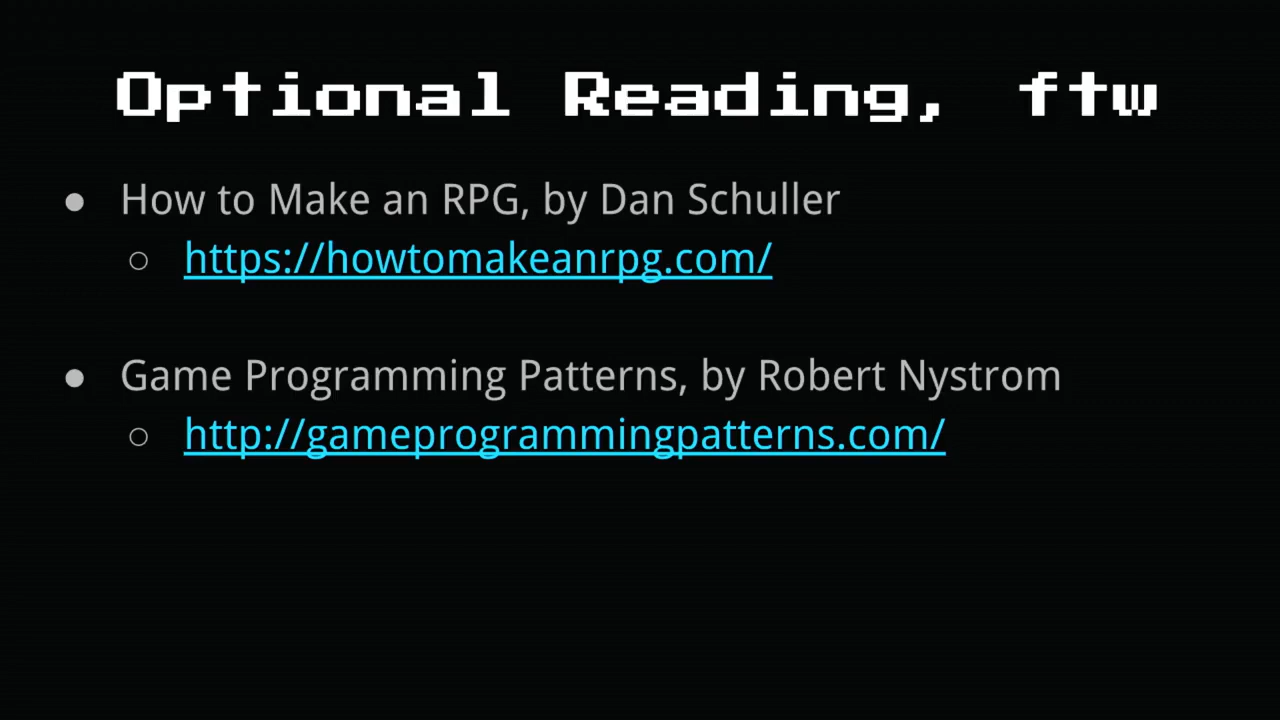 Optional Reading, ftw
● How to Make an RPG, by Dan Schuller
○ https://howtomakeanrpg.com/
● Game Programming Patterns, by Robert Nystrom
○ http://gameprogrammingpatterns.com/